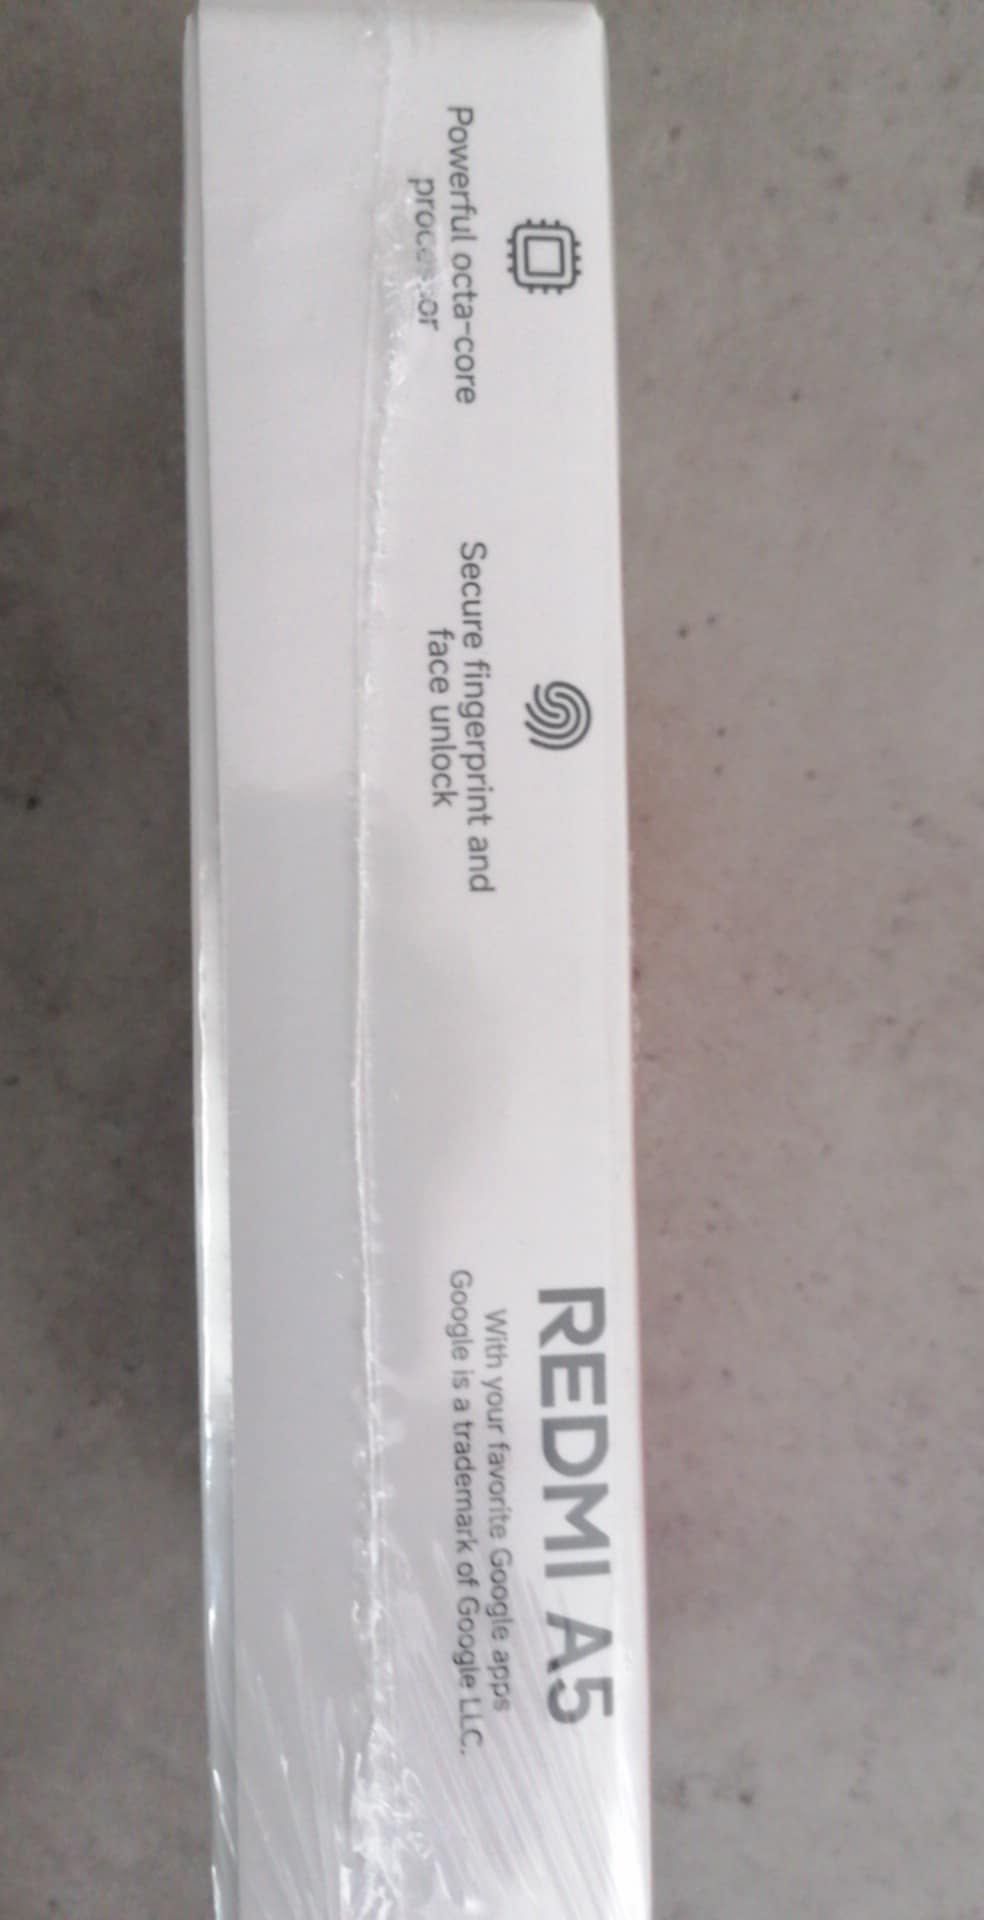 Powerful octa-core
processor
Secure fingerprint and
face unlock
REDMI A5
With your favorite Google apps
Google is a trademark of Google LLC.